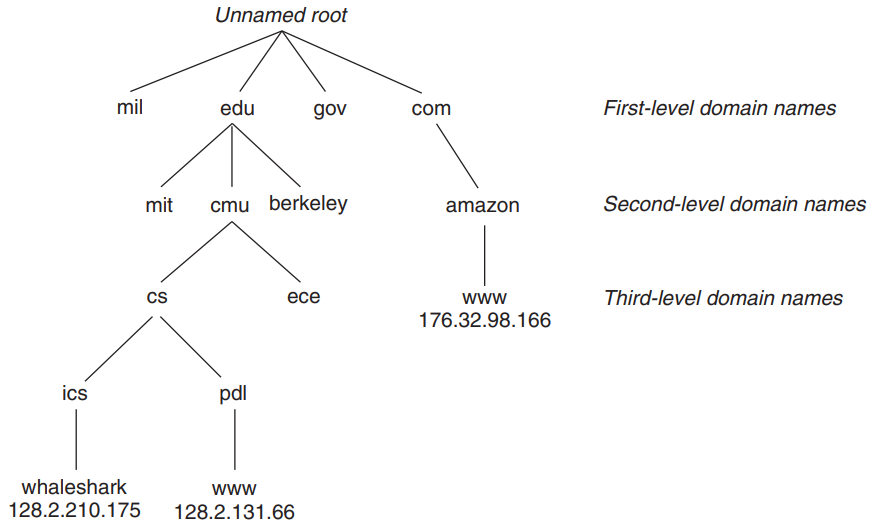 Unnamed root
mil edu gov com First-level domain names
mit cmu berkeley amazon Second-level domain names
cs ece www Third-level domain names
176.32.98.166
ics pdl
whaleshark www
128.2.210.175 128.2.131.66